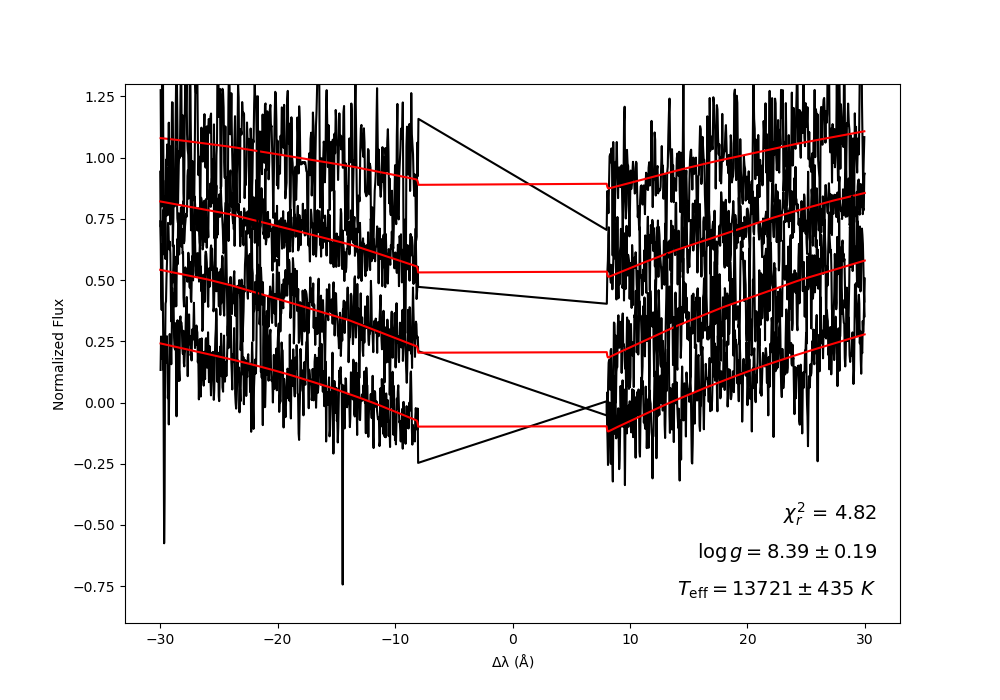 1.25
1.00
0.75
0.50
0.25
0.00
−0.25
−0.50
−0.75
Normalized Flux
χ²ᵣ = 4.82
log g = 8.39 ± 0.19
T_eff = 13721 ± 435 K
−30 −20 −10 0 10 20 30
Δλ (Å)